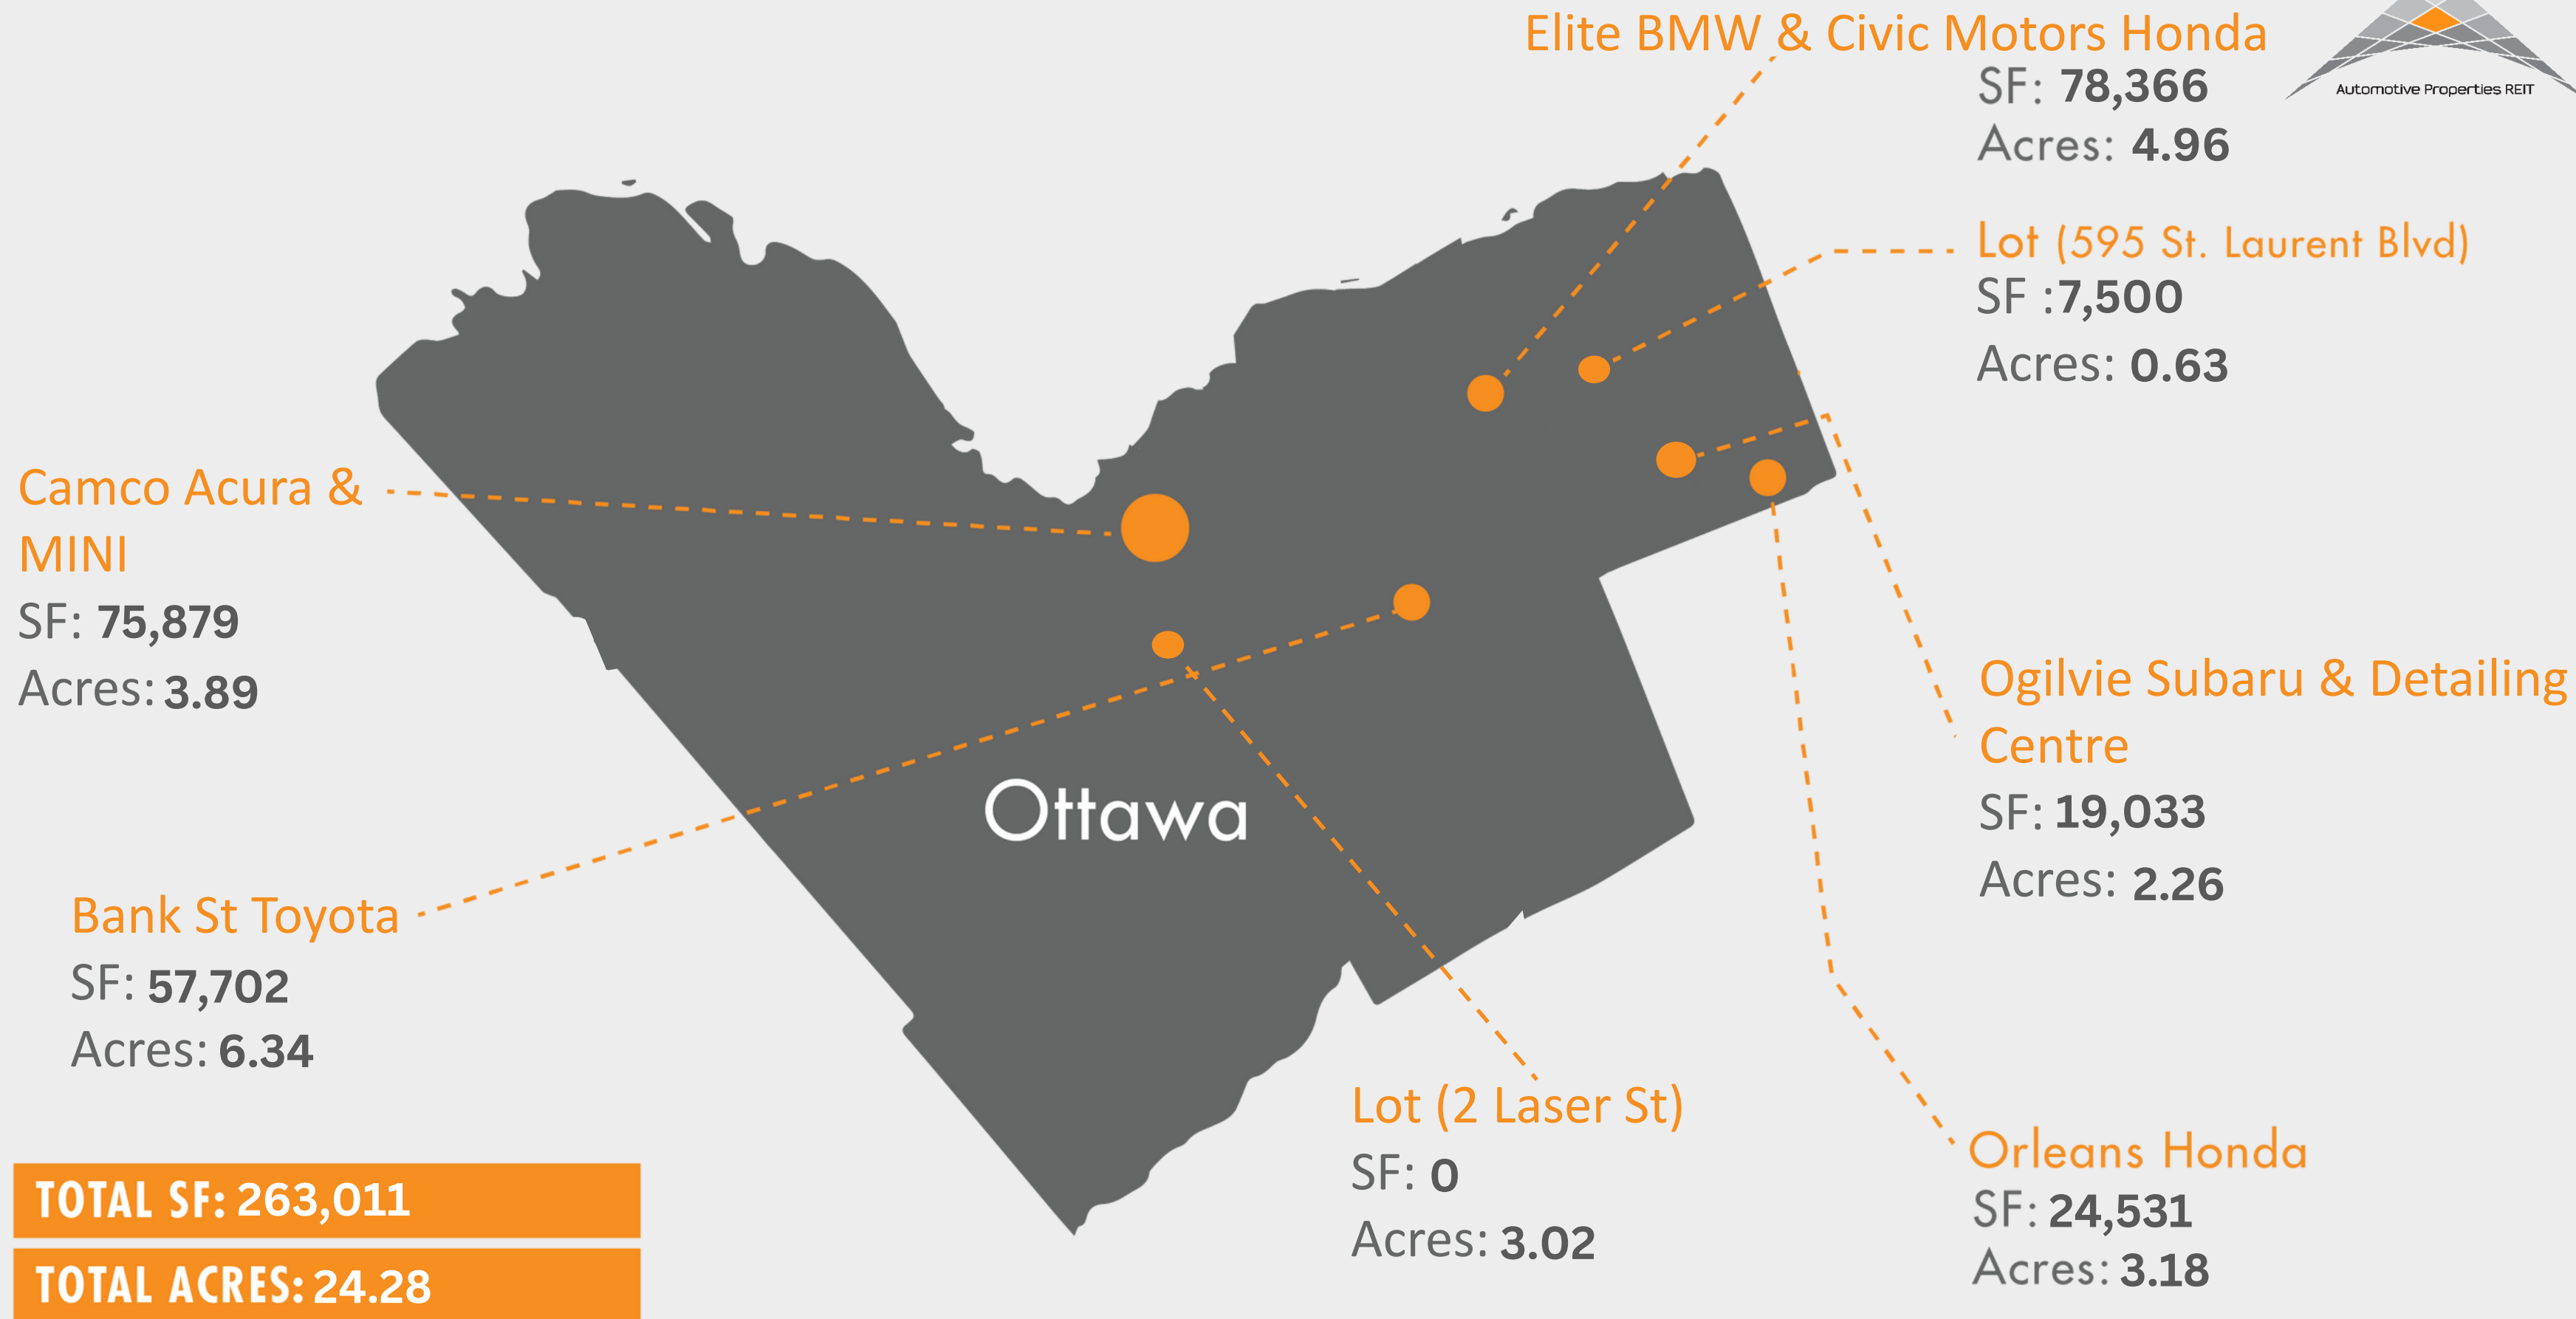 Elite BMW & Civic Motors Honda
SF: 78,366
Acres: 4.96
Automotive Properties REIT
Lot (595 St. Laurent Blvd)
SF :7,500
Acres: 0.63
Camco Acura &
MINI
SF: 75,879
Acres: 3.89
Ogilvie Subaru & Detailing
Centre
SF: 19,033
Acres: 2.26
Ottawa
Bank St Toyota
SF: 57,702
Acres: 6.34
Lot (2 Laser St)
SF: 0
Acres: 3.02
Orleans Honda
SF: 24,531
Acres: 3.18
TOTAL SF: 263,011
TOTAL ACRES: 24.28